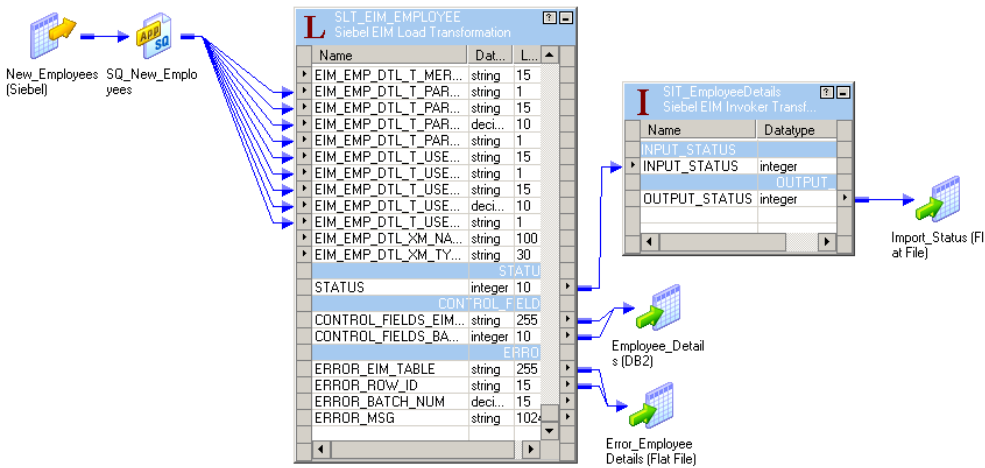 New_Employees
(Siebel)
SQ_New_Emplo
yees
APP
SQ
L SLT_EIM_EMPLOYEE
Siebel EIM Load Transformation
Name Dat... L...
EIM_EMP_DTL_T_MER... string 15
EIM_EMP_DTL_T_PAR... string 1
EIM_EMP_DTL_T_PAR... string 15
EIM_EMP_DTL_T_PAR... deci... 10
EIM_EMP_DTL_T_PAR... string 1
EIM_EMP_DTL_T_USE... string 15
EIM_EMP_DTL_T_USE... string 1
EIM_EMP_DTL_T_USE... string 15
EIM_EMP_DTL_T_USE... deci... 10
EIM_EMP_DTL_T_USE... string 1
EIM_EMP_DTL_XM_NA... string 100
EIM_EMP_DTL_XM_TY... string 30
STATU
STATUS integer 10
CONTROL_FIELD
CONTROL_FIELDS_EIM... string 255
CONTROL_FIELDS_BA... integer 10
ERRO
ERROR_EIM_TABLE string 255
ERROR_ROW_ID string 15
ERROR_BATCH_NUM deci... 15
ERROR_MSG string 1024
I SIT_EmployeeDetails
Siebel EIM Invoker Transf...
Name Datatype
INPUT_STATUS
INPUT_STATUS integer
OUTPUT_
OUTPUT_STATUS integer
Import_Status (Fl
at File)
Employee_Detail
s (DB2)
Error_Employee
Details (Flat File)